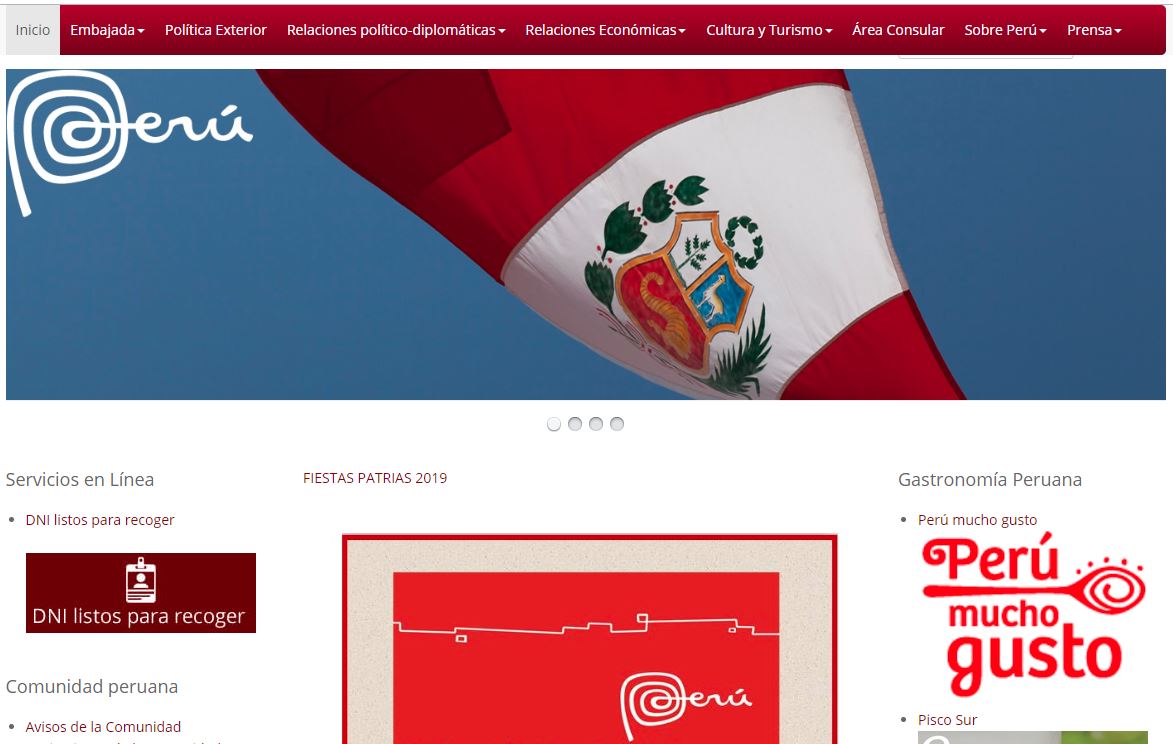 Inicio
Embajada
Política Exterior
Relaciones político-diplomáticas
Relaciones Económicas
Cultura y Turismo
Área Consular
Sobre Perú
Prensa
Perú
Servicios en Línea
DNI listos para recoger
DNI listos para recoger
Comunidad peruana
Avisos de la Comunidad
FIESTAS PATRIAS 2019
Perú
Gastronomía Peruana
Perú mucho gusto
Perú
mucho
gusto
Pisco Sur